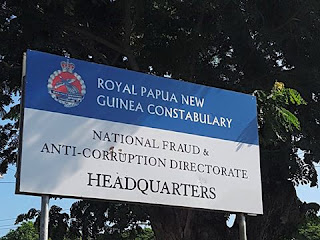 ROYAL PAPUA NEW
GUINEA CONSTABULARY
NATIONAL FRAUD &
ANTI-CORRUPTION DIRECTORATE
HEADQUARTERS